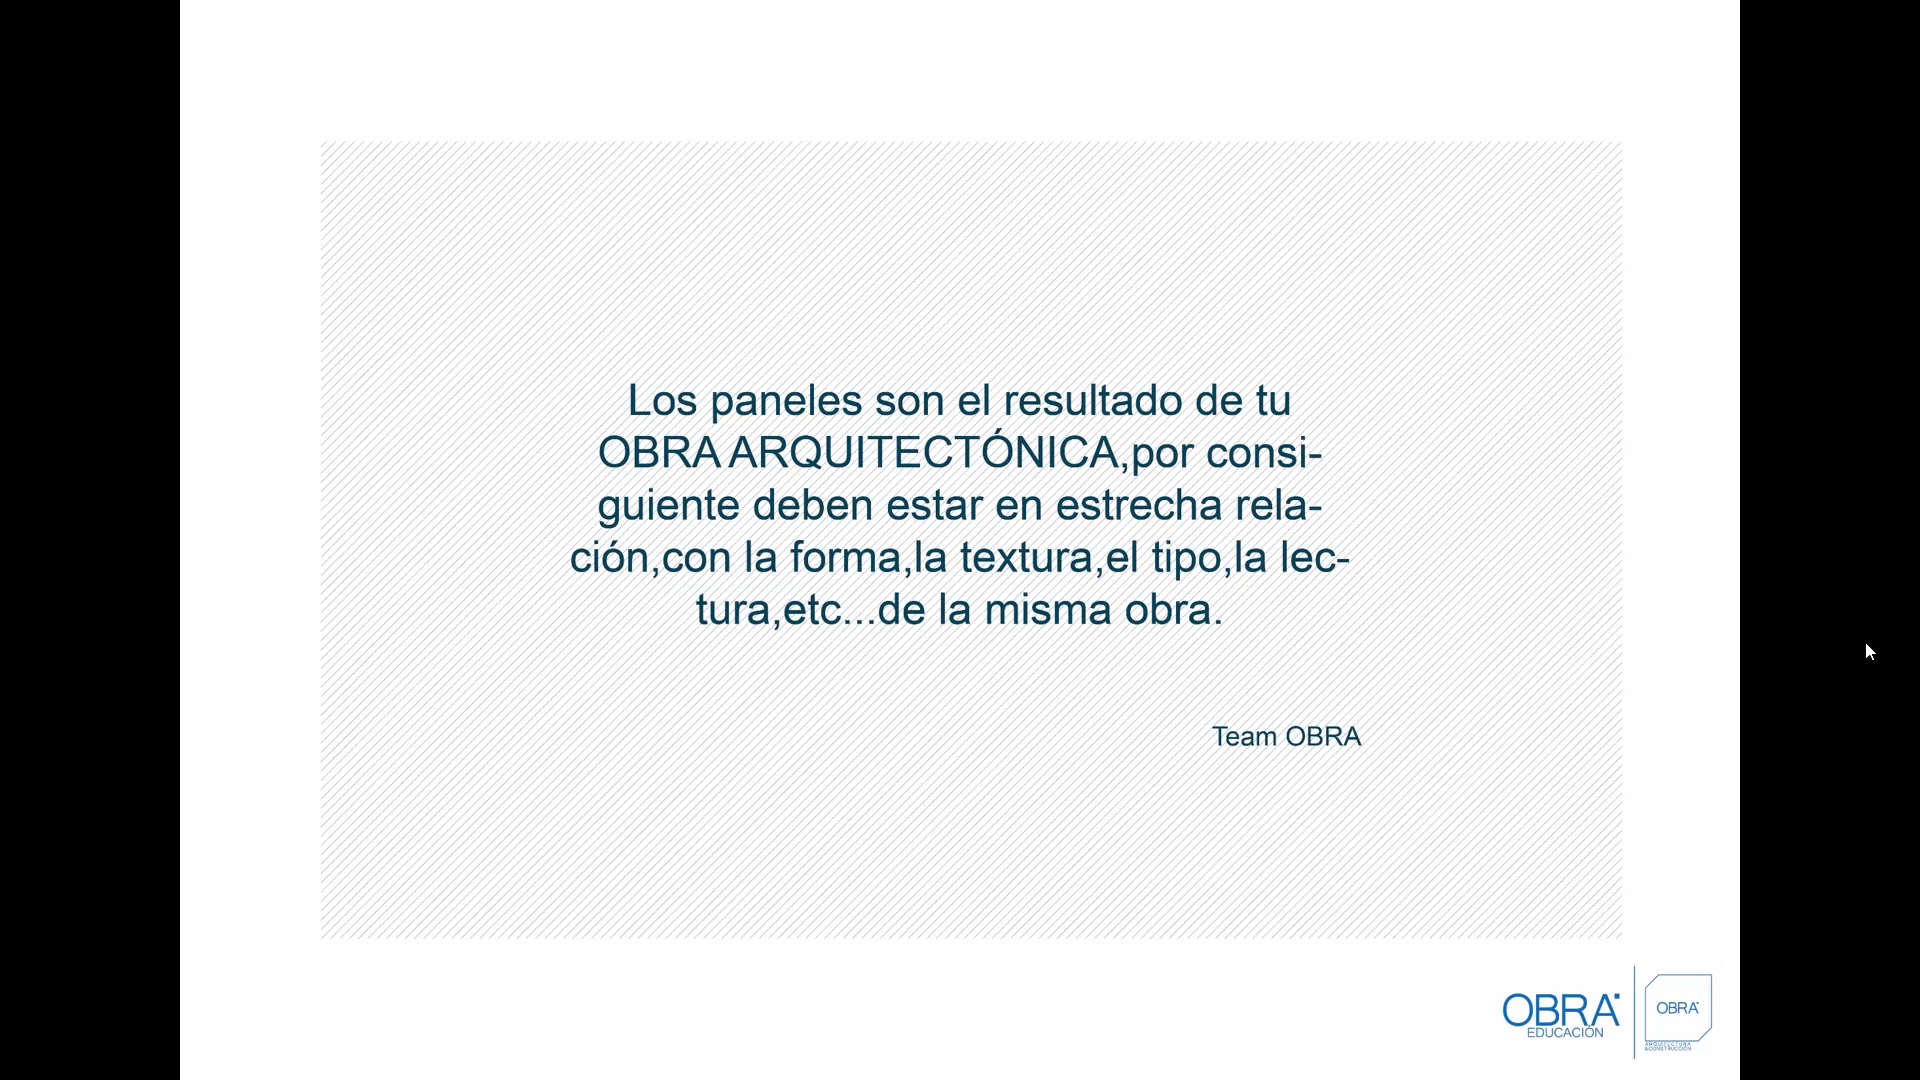 Los paneles son el resultado de tu
OBRA ARQUITECTÓNICA,por consi-
guiente deben estar en estrecha rela-
ción,con la forma,la textura,el tipo,la lec-
tura,etc...de la misma obra.
Team OBRA
OBRA
EDUCACIÓN
OBRA
ARQUITECTURA
&CONSTRUCCIÓN